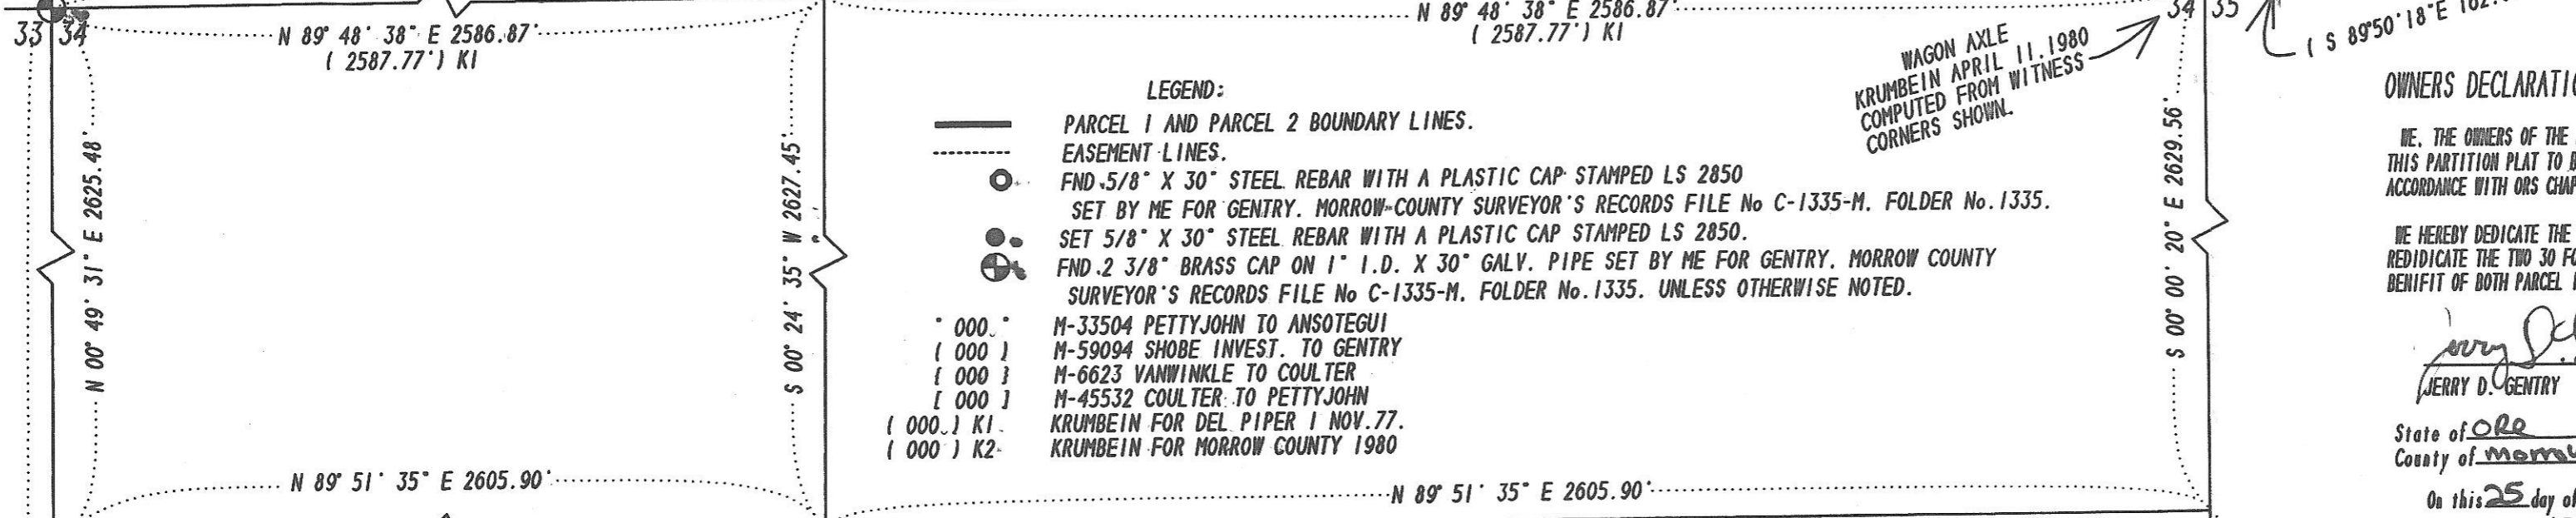 33 34
N 89° 48' 38" E 2586.87'
( 2587.77' ) K1
N 00° 49' 31" E 2625.48'
S 00° 24' 35" W 2627.45'
N 89° 51' 35" E 2605.90'
N 89° 48' 38" E 2586.87'
( 2587.77' ) K1
LEGEND:
PARCEL 1 AND PARCEL 2 BOUNDARY LINES.
EASEMENT LINES.
FND.5/8" X 30" STEEL REBAR WITH A PLASTIC CAP STAMPED LS 2850
SET BY ME FOR GENTRY. MORROW COUNTY SURVEYOR'S RECORDS FILE No C-1335-M. FOLDER No.1335.
SET 5/8" X 30" STEEL REBAR WITH A PLASTIC CAP STAMPED LS 2850.
FND.2 3/8" BRASS CAP ON 1" I.D. X 30" GALV. PIPE SET BY ME FOR GENTRY. MORROW COUNTY
SURVEYOR'S RECORDS FILE No C-1335-M. FOLDER No.1335. UNLESS OTHERWISE NOTED.
" 000. " M-33504 PETTYJOHN TO ANSOTEGUI
( 000 ) M-59094 SHOBE INVEST. TO GENTRY
{ 000 } M-6623 VANWINKLE TO COULTER
[ 000 ] M-45532 COULTER TO PETTYJOHN
( 000.) K1 KRUMBEIN FOR DEL PIPER 1 NOV.77.
( 000 ) K2 KRUMBEIN FOR MORROW COUNTY 1980
N 89° 51' 35" E 2605.90'
WAGON AXLE
KRUMBEIN APRIL 11.1980
COMPUTED FROM WITNESS
CORNERS SHOWN.
34 35
S 00° 00' 20" E 2629.56'
( S 89°50'18"E 162.
OWNERS DECLARATIO
WE. THE OWNERS OF THE
THIS PARTITION PLAT TO B
ACCORDANCE WITH ORS CHAP
WE HEREBY DEDICATE THE
REDIDICATE THE TWO 30 FO
BENIFIT OF BOTH PARCEL
Jerry D. G
JERRY D. GENTRY
State of ORe
County of Morrow
On this 25 day of